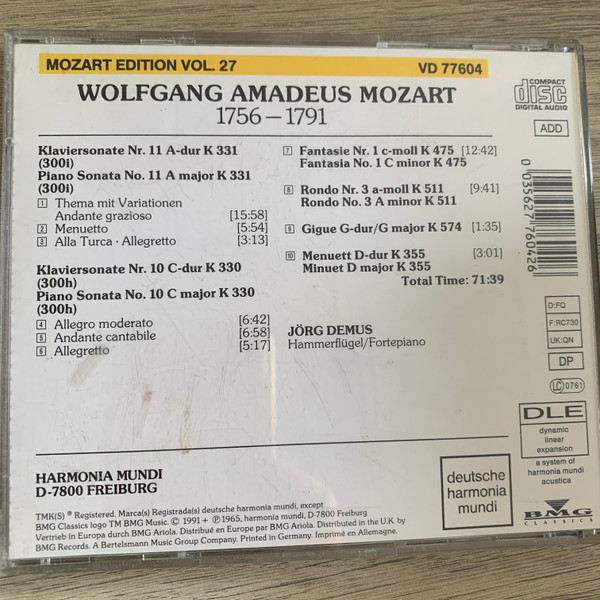 MOZART EDITION VOL. 27 VD 77604
WOLFGANG AMADEUS MOZART
1756 – 1791
Klaviersonate Nr. 11 A-dur K 331
(300i)
Piano Sonata No. 11 A major K 331
(300i)
1 Thema mit Variationen
Andante grazioso [15:58]
2 Menuetto [5:54]
3 Alla Turca · Allegretto [3:13]
Klaviersonate Nr. 10 C-dur K 330
(300h)
Piano Sonata No. 10 C major K 330
(300h)
4 Allegro moderato [6:42]
5 Andante cantabile [6:58]
6 Allegretto [5:17]
7 Fantasie Nr. 1 c-moll K 475 [12:42]
Fantasia No. 1 C minor K 475
8 Rondo Nr. 3 a-moll K 511 [9:41]
Rondo No. 3 A minor K 511
9 Gigue G-dur/G major K 574 [1:35]
10 Menuett D-dur K 355 [3:01]
Minuet D major K 355
Total Time: 71:39
JÖRG DEMUS
Hammerflügel/Fortepiano
COMPACT
disc
DIGITAL AUDIO
ADD
0 035627 760426
D:FQ
F:RC730
UK:QN
DP
LC 0761
DLE
dynamic
linear
expansion
a system of
harmonia mundi
acustica
BMG
CLASSICS
deutsche
harmonia
mundi
HARMONIA MUNDI
D-7800 FREIBURG
TMK(S) ® Registered. Marca(s) Registrada(s) deutsche harmonia mundi, except
BMG Classics logo TM BMG Music. © 1991 + ℗ 1965, harmonia mundi, D-7800 Freiburg
Vertrieb in Europa durch BMG Ariola. Distributed in Europe par BMG Ariola. Distributed in the U.K. by
BMG Records. A Bertelsmann Music Group Company. Printed in Germany. Imprimé en Allemagne.